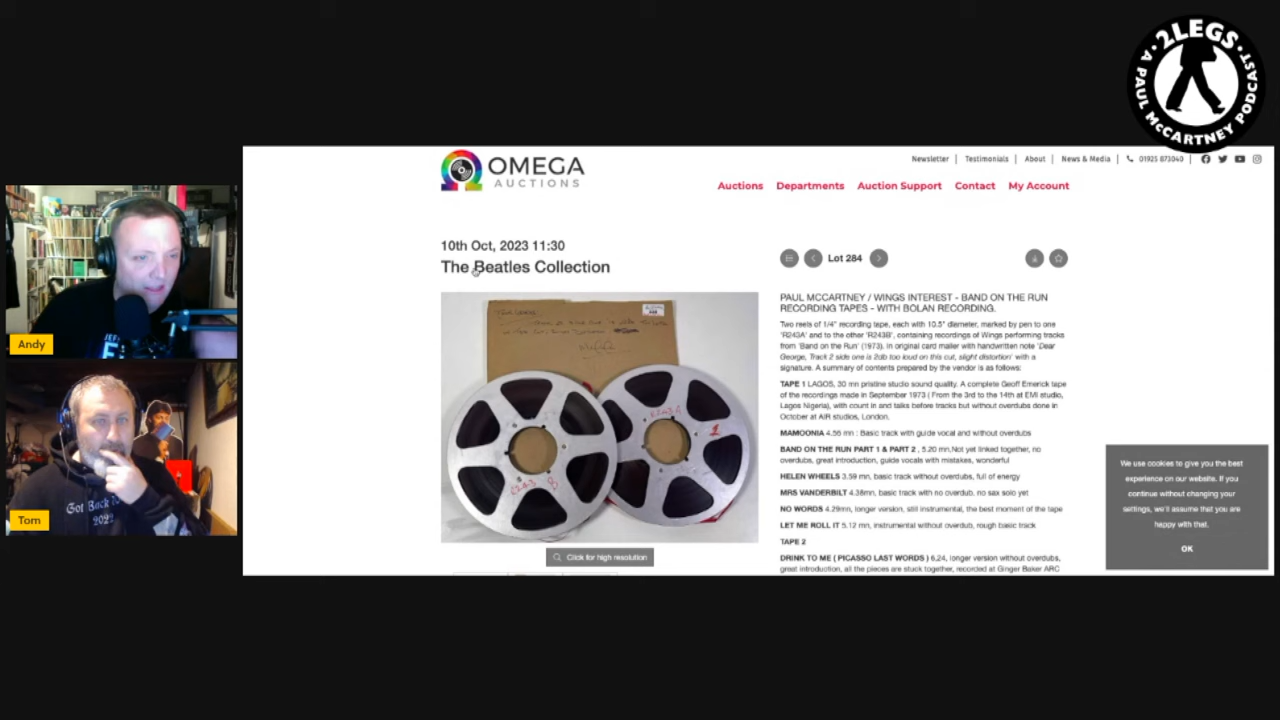 2LEGS
A PAUL McCARTNEY PODCAST
OMEGA
AUCTIONS
Newsletter | Testimonials | About | News & Media | 01925 873040
Auctions Departments Auction Support Contact My Account
10th Oct, 2023 11:30
The Beatles Collection
Lot 284
PAUL MCCARTNEY / WINGS INTEREST - BAND ON THE RUN
RECORDING TAPES - WITH BOLAN RECORDING.
Two reels of 1/4" recording tape, each with 10.5" diameter, marked by pen to one
'R243A' and to the other 'R243B', containing recordings of Wings performing tracks
from 'Band on the Run' (1973). In original card mailer with handwritten note 'Dear
George, Track 2 side one is 2db too loud on this cut, slight distortion' with a
signature. A summary of contents prepared by the vendor is as follows:
TAPE 1 LAGOS, 30 mn pristine studio sound quality. A complete Geoff Emerick tape
of the recordings made in September 1973 ( From the 3rd to the 14th at EMI studio,
Lagos Nigeria), with count in and talks before tracks but without overdubs done in
October at AIR studios, London.
MAMOONIA 4.56 mn : Basic track with guide vocal and without overdubs
BAND ON THE RUN PART 1 & PART 2 , 5.20 mn,Not yet linked together, no
overdubs, great introduction, guide vocals with mistakes, wonderful
HELEN WHEELS 3.59 mn, basic track without overdubs, full of energy
MRS VANDERBILT 4.38mn, basic track with no overdub, no sax solo yet
NO WORDS 4.29mn, longer version, still instrumental, the best moment of the tape
LET ME ROLL IT 5.12 mn, instrumental without overdub, rough basic track
TAPE 2
DRINK TO ME ( PICASSO LAST WORDS ) 6.24, longer version without overdubs,
great introduction, all the pieces are stuck together, recorded at Ginger Baker ARC
Click for high resolution
We use cookies to give you the best
experience on our website. If you
continue without changing your
settings, we'll assume that you are
happy with that.
OK
Andy
Tom
Got Back to
2022